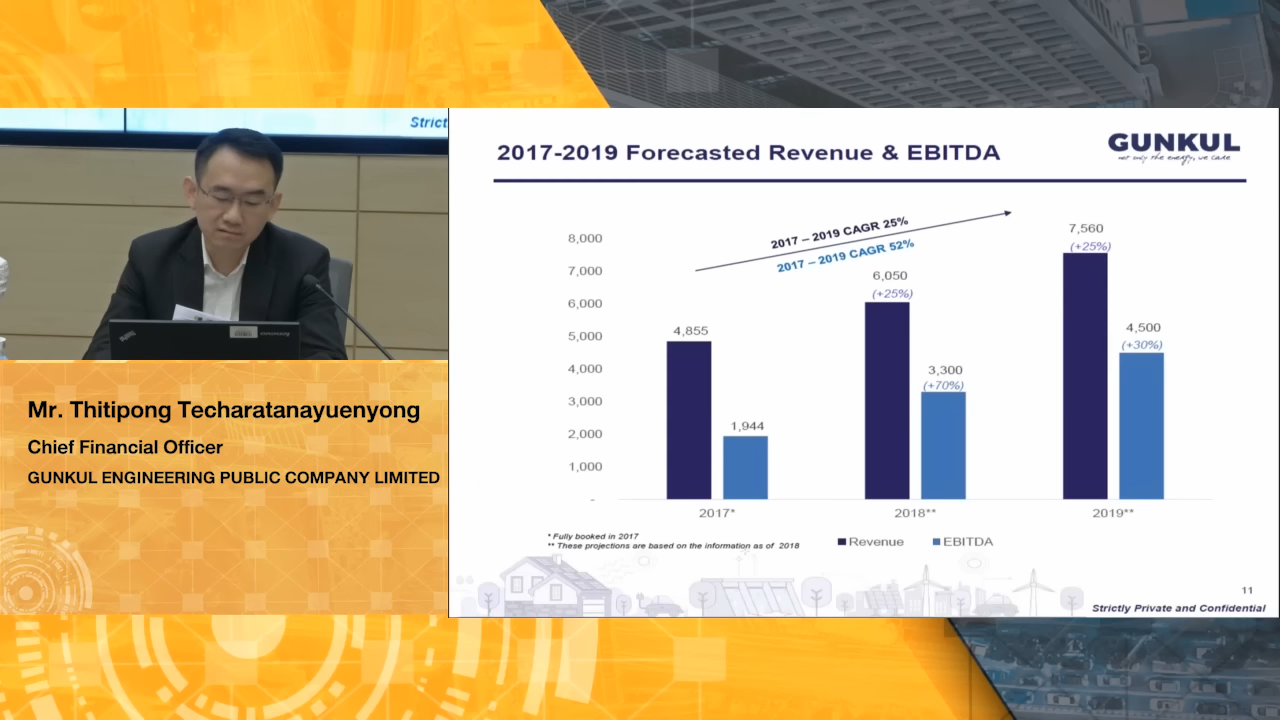 Strict
Mr. Thitipong Techaratanayuenyong
Chief Financial Officer
GUNKUL ENGINEERING PUBLIC COMPANY LIMITED
2017-2019 Forecasted Revenue & EBITDA
GUNKUL
not only the energy, we care
2017 – 2019 CAGR 25%
2017 – 2019 CAGR 52%
8,000
7,000
6,000
5,000
4,000
3,000
2,000
1,000
-
4,855
1,944
6,050
(+25%)
3,300
(+70%)
7,560
(+25%)
4,500
(+30%)
2017*
2018**
2019**
* Fully booked in 2017
** These projections are based on the information as of 2018
Revenue
EBITDA
11
Strictly Private and Confidential